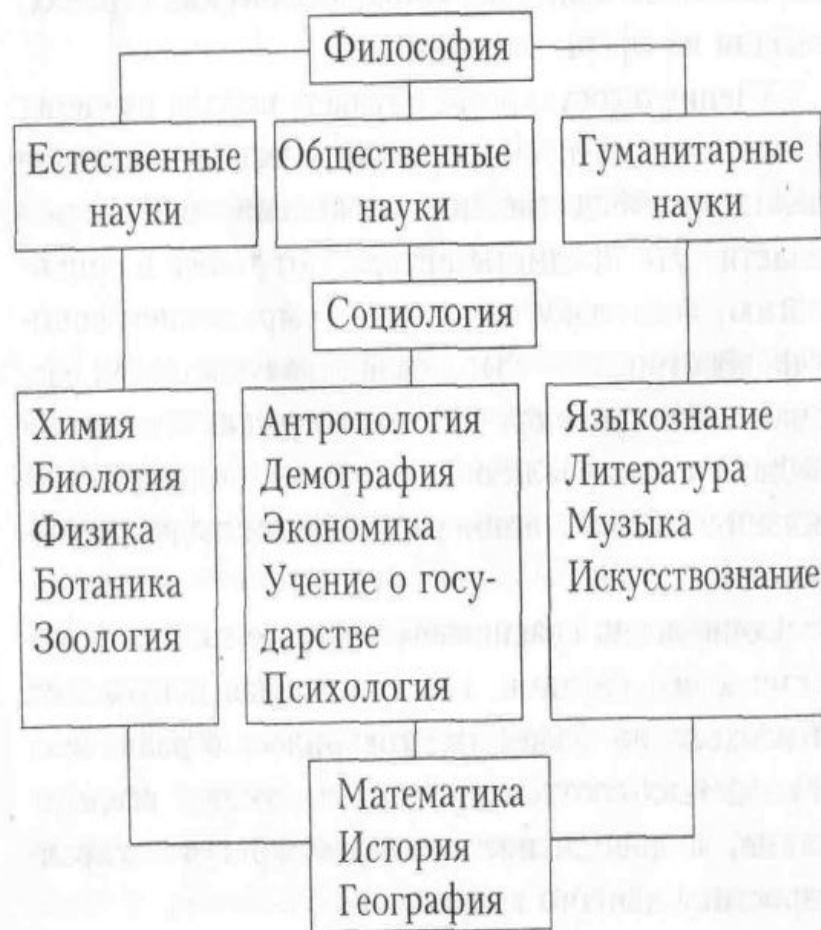 Философия
Естественные
науки
Общественные
науки
Гуманитарные
науки
Социология
Химия
Биология
Физика
Ботаника
Зоология
Антропология
Демография
Экономика
Учение о госу-
дарстве
Психология
Языкознание
Литература
Музыка
Искусствознание
Математика
История
География